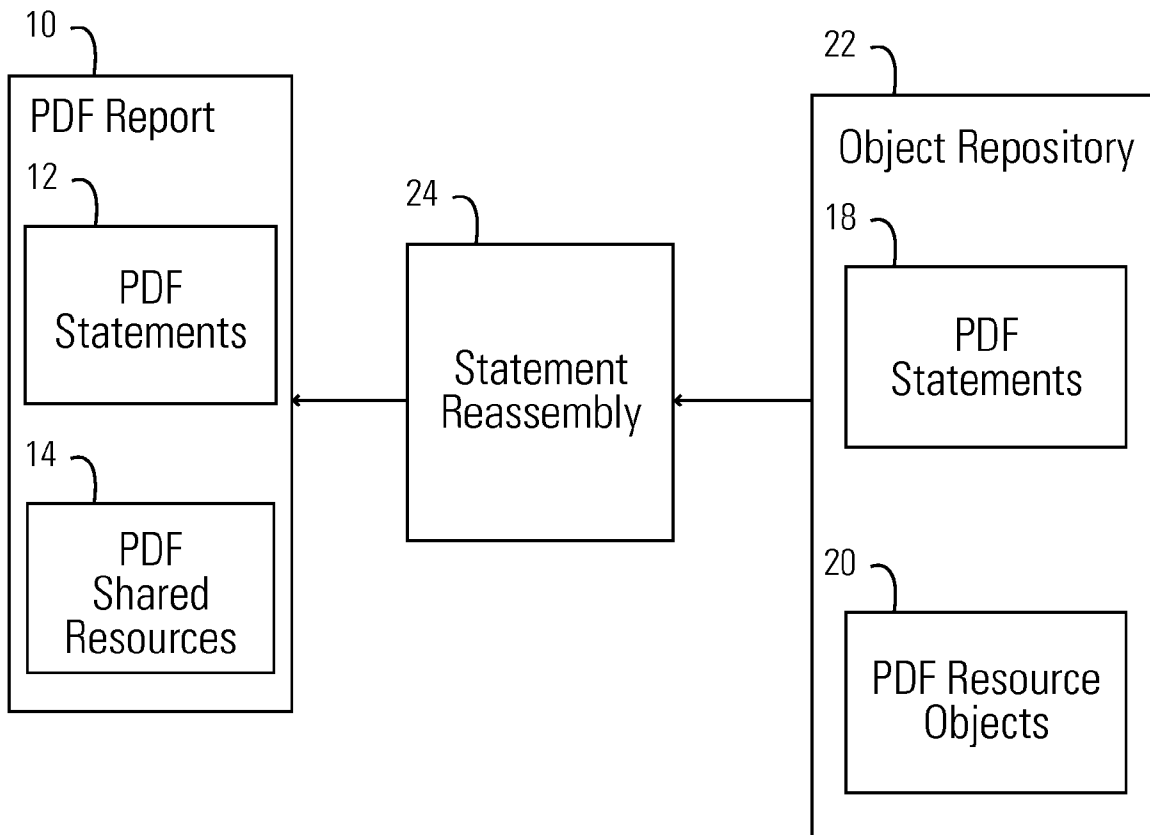 10
PDF Report
12
PDF
Statements
14
PDF
Shared
Resources
24
Statement
Reassembly
22
Object Repository
18
PDF
Statements
20
PDF Resource
Objects